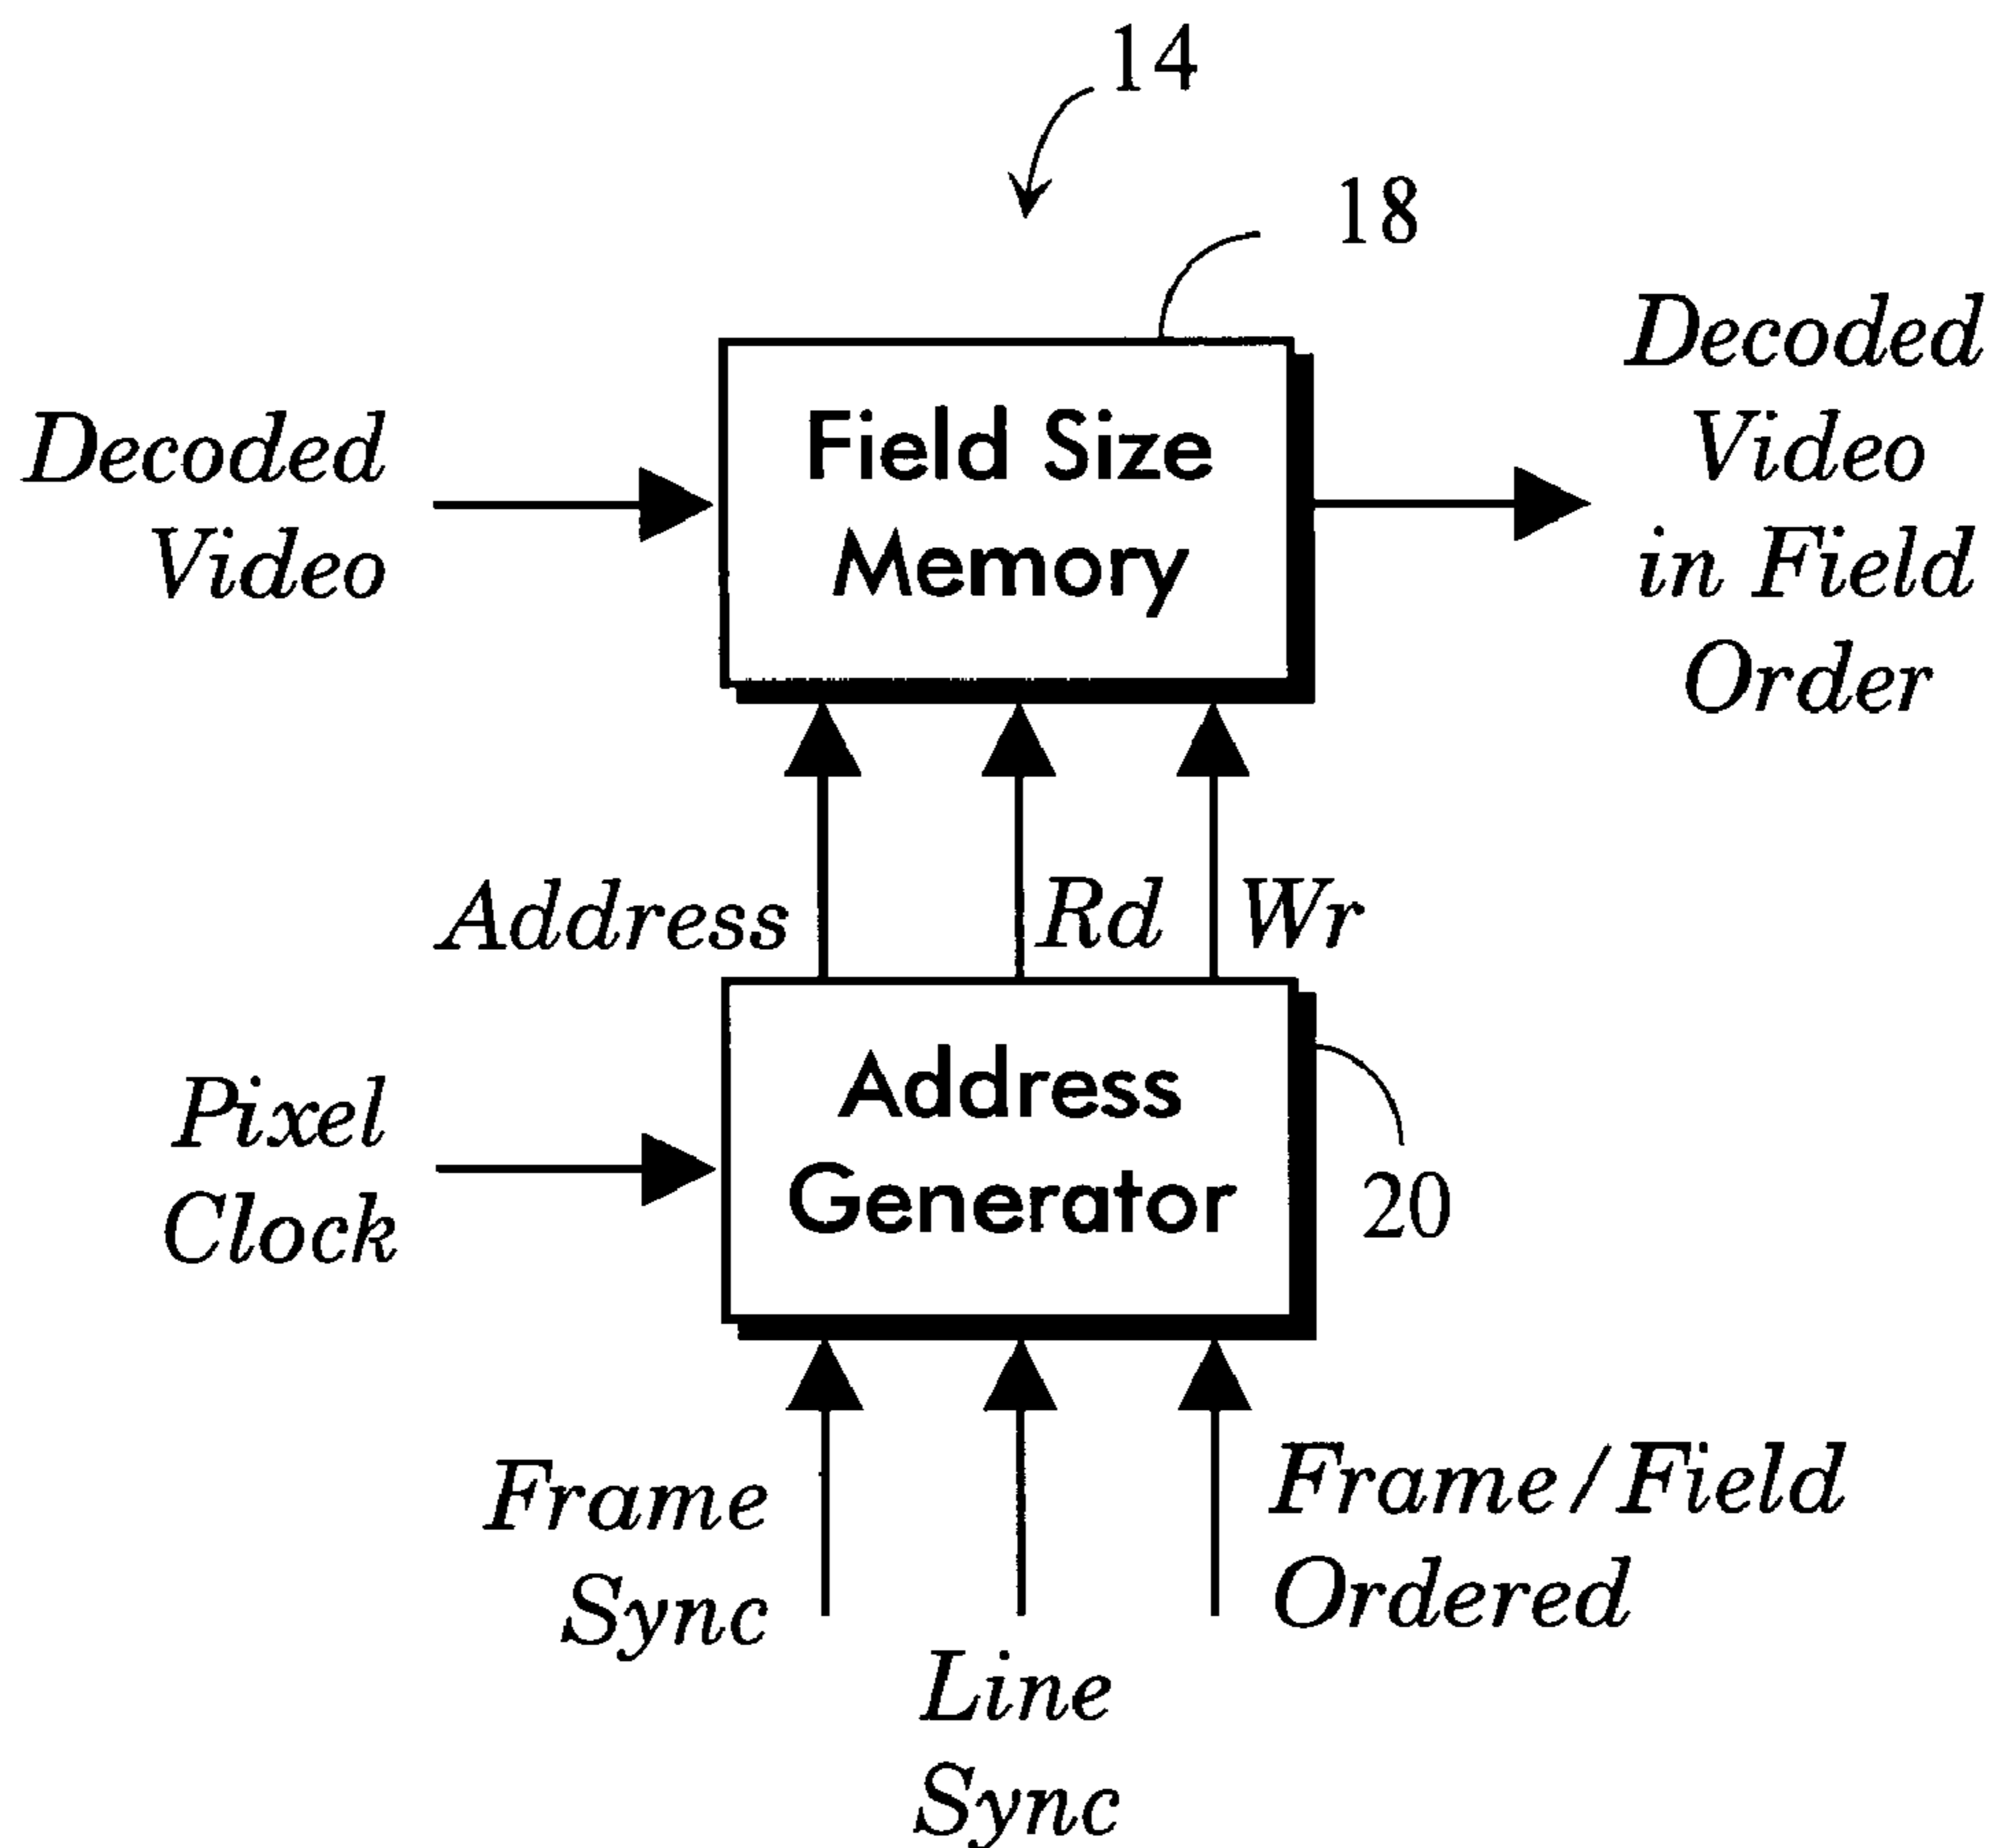 14
18
Decoded
Video
Field Size
Memory
Decoded
Video
in Field
Order
Address
Rd
Wr
Pixel
Clock
Address
Generator
20
Frame
Sync
Line
Sync
Frame/Field
Ordered